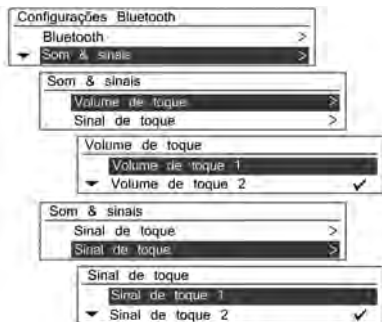 Configurações Bluetooth
Bluetooth >
Som & sinais >
Som & sinais
Volume de toque >
Sinal de toque >
Volume de toque
Volume de toque 1
Volume de toque 2 ✓
Som & sinais
Sinal de toque >
Sinal de toque >
Sinal de toque
Sinal de toque 1
Sinal de toque 2 ✓